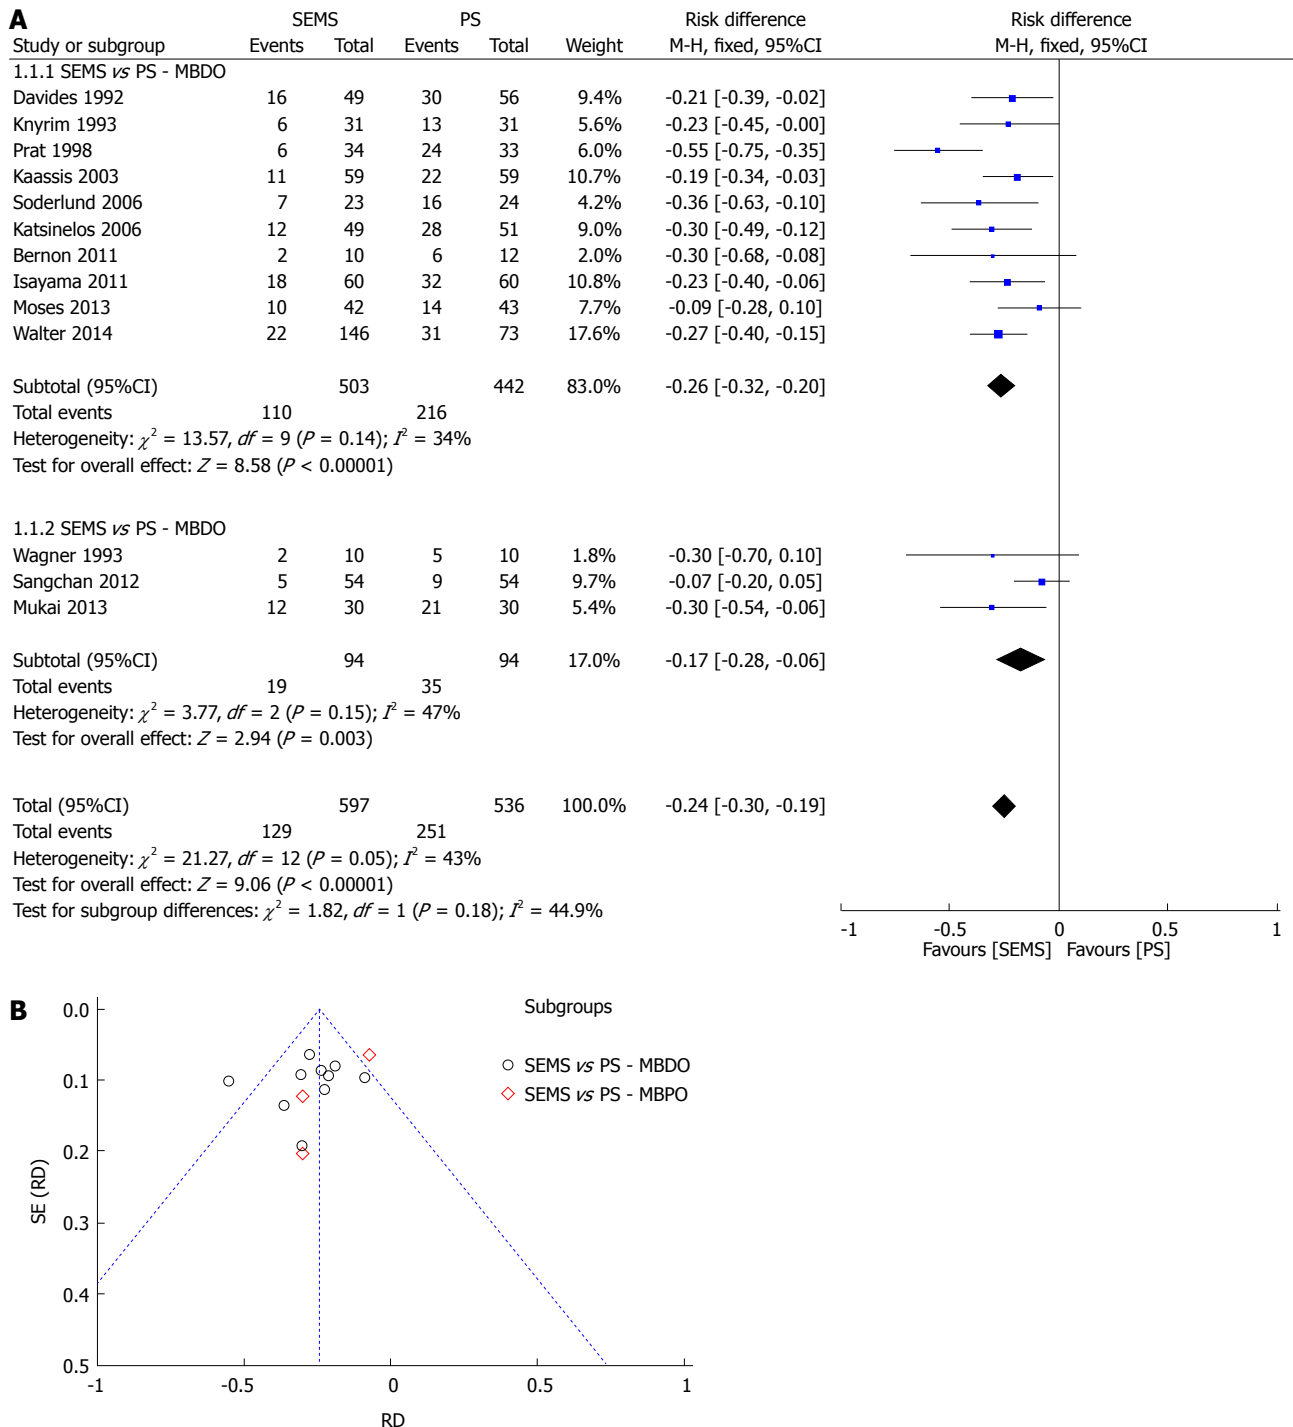 A
SEMS PS Risk difference Risk difference
Study or subgroup Events Total Events Total Weight M-H, fixed, 95%CI M-H, fixed, 95%CI
1.1.1 SEMS vs PS - MBDO
Davides 1992 16 49 30 56 9.4% -0.21 [-0.39, -0.02]
Knyrim 1993 6 31 13 31 5.6% -0.23 [-0.45, -0.00]
Prat 1998 6 34 24 33 6.0% -0.55 [-0.75, -0.35]
Kaassis 2003 11 59 22 59 10.7% -0.19 [-0.34, -0.03]
Soderlund 2006 7 23 16 24 4.2% -0.36 [-0.63, -0.10]
Katsinelos 2006 12 49 28 51 9.0% -0.30 [-0.49, -0.12]
Bernon 2011 2 10 6 12 2.0% -0.30 [-0.68, -0.08]
Isayama 2011 18 60 32 60 10.8% -0.23 [-0.40, -0.06]
Moses 2013 10 42 14 43 7.7% -0.09 [-0.28, 0.10]
Walter 2014 22 146 31 73 17.6% -0.27 [-0.40, -0.15]
Subtotal (95%CI) 503 442 83.0% -0.26 [-0.32, -0.20]
Total events 110 216
Heterogeneity: χ² = 13.57, df = 9 (P = 0.14); I² = 34%
Test for overall effect: Z = 8.58 (P < 0.00001)
1.1.2 SEMS vs PS - MBDO
Wagner 1993 2 10 5 10 1.8% -0.30 [-0.70, 0.10]
Sangchan 2012 5 54 9 54 9.7% -0.07 [-0.20, 0.05]
Mukai 2013 12 30 21 30 5.4% -0.30 [-0.54, -0.06]
Subtotal (95%CI) 94 94 17.0% -0.17 [-0.28, -0.06]
Total events 19 35
Heterogeneity: χ² = 3.77, df = 2 (P = 0.15); I² = 47%
Test for overall effect: Z = 2.94 (P = 0.003)
Total (95%CI) 597 536 100.0% -0.24 [-0.30, -0.19]
Total events 129 251
Heterogeneity: χ² = 21.27, df = 12 (P = 0.05); I² = 43%
Test for overall effect: Z = 9.06 (P < 0.00001)
Test for subgroup differences: χ² = 1.82, df = 1 (P = 0.18); I² = 44.9%
-1 -0.5 0 0.5 1
Favours [SEMS] Favours [PS]
B
Subgroups
SEMS vs PS - MBDO
SEMS vs PS - MBPO
SE (RD)
0.0
0.1
0.2
0.3
0.4
0.5
-1 -0.5 0 0.5 1
RD